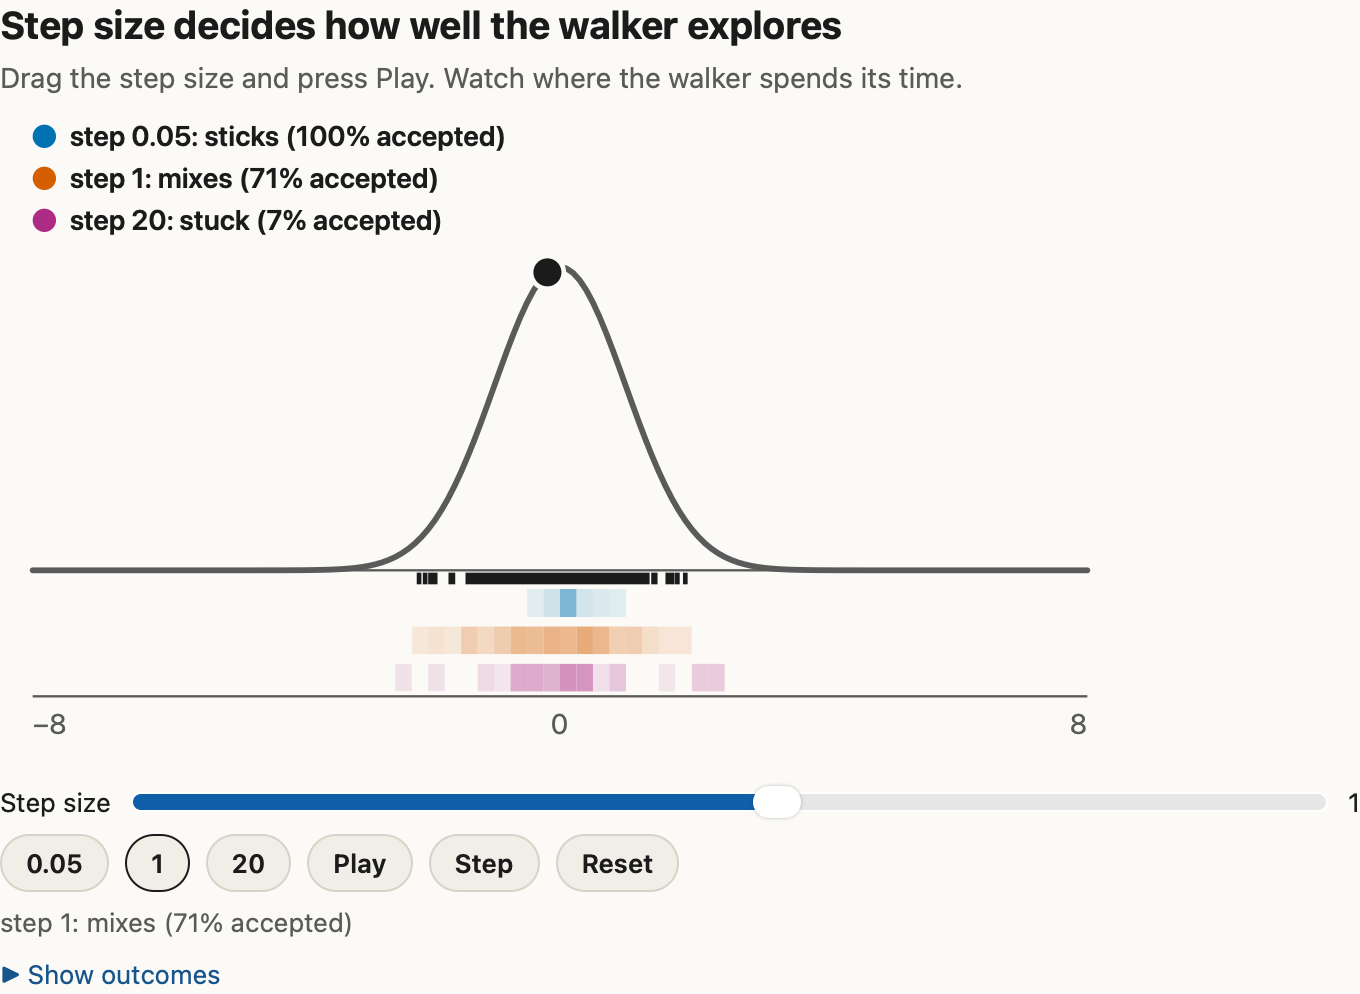 Step size decides how well the walker explores
Drag the step size and press Play. Watch where the walker spends its time.
step 0.05: sticks (100% accepted)
step 1: mixes (71% accepted)
step 20: stuck (7% accepted)
−8 0 8
Step size 1
0.05 1 20 Play Step Reset
step 1: mixes (71% accepted)
Show outcomes